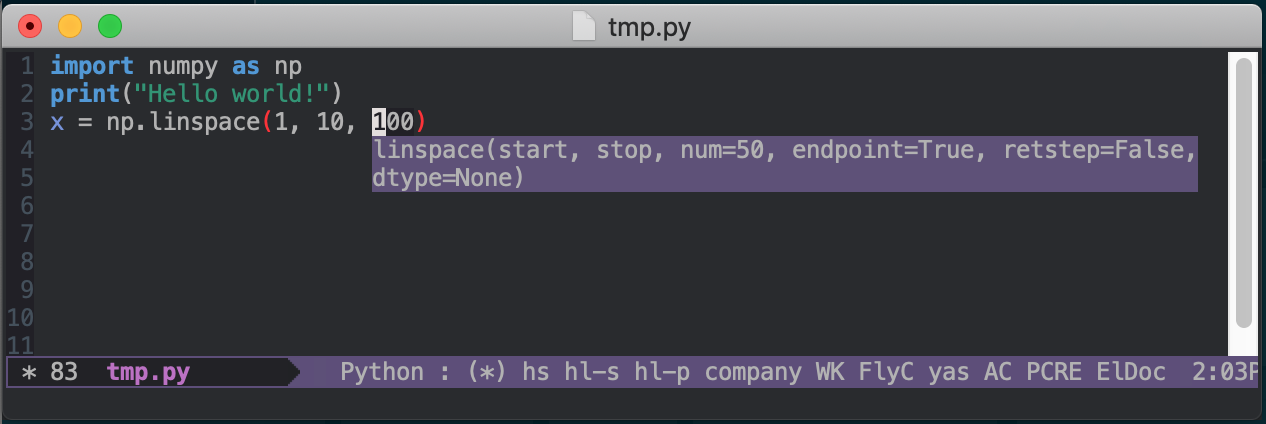 tmp.py
1 import numpy as np
2 print("Hello world!")
3 x = np.linspace(1, 10, 100)
4 linspace(start, stop, num=50, endpoint=True, retstep=False,
5 dtype=None)
6
7
8
9
10
11
* 83 tmp.py Python : (*) hs hl-s hl-p company WK FlyC yas AC PCRE ElDoc 2:03P